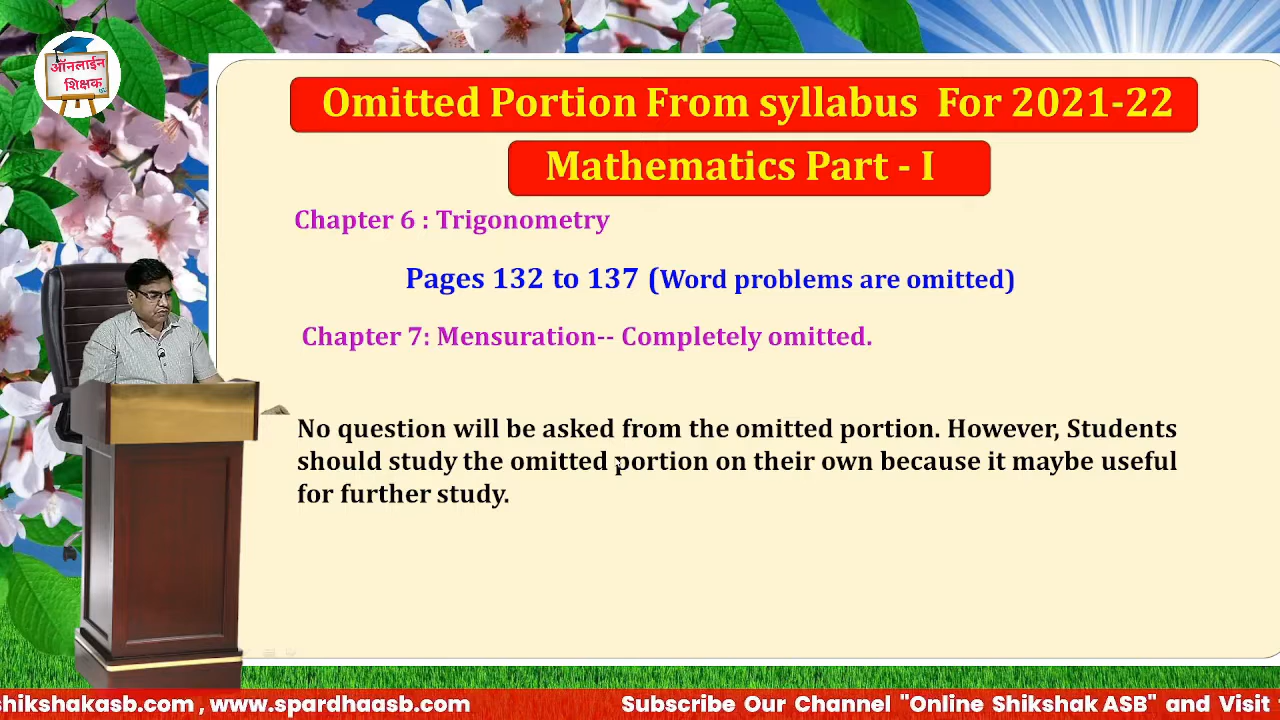 ऑनलाईन
शिक्षक
Omitted Portion From syllabus For 2021-22
Mathematics Part - I
Chapter 6 : Trigonometry
Pages 132 to 137 (Word problems are omitted)
Chapter 7: Mensuration-- Completely omitted.
No question will be asked from the omitted portion. However, Students
should study the omitted portion on their own because it maybe useful
for further study.
shikshakasb.com , www.spardhaasb.com Subscribe Our Channel "Online Shikshak ASB" and Visit